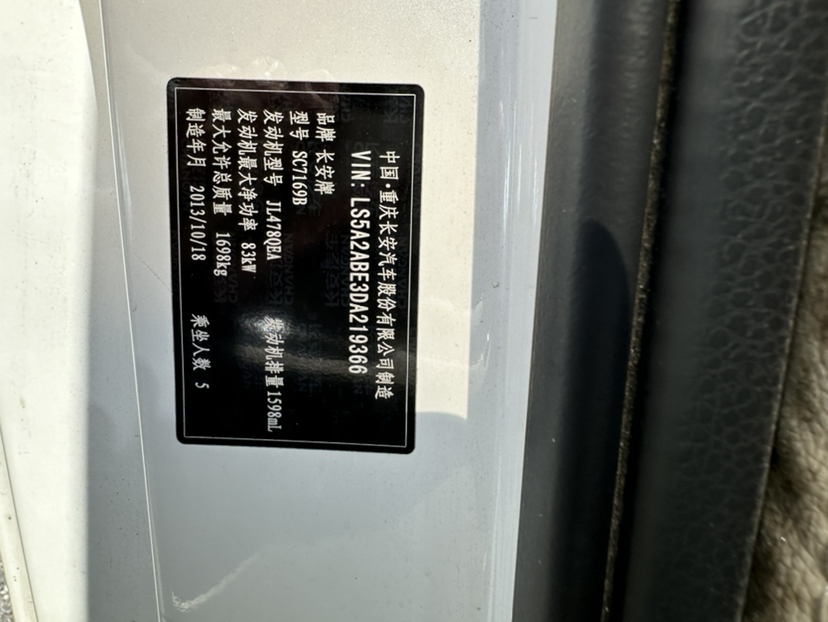 中国·重庆长安汽车股份有限公司制造
VIN: LS5A2ABE3DA219366
品牌 长安牌
型号 SC7169B
发动机型号 JL478QEA 发动机排量 1598mL
发动机最大净功率 83kW
最大允许总质量 1698kg
制造年月 2013/10/18 乘坐人数 5